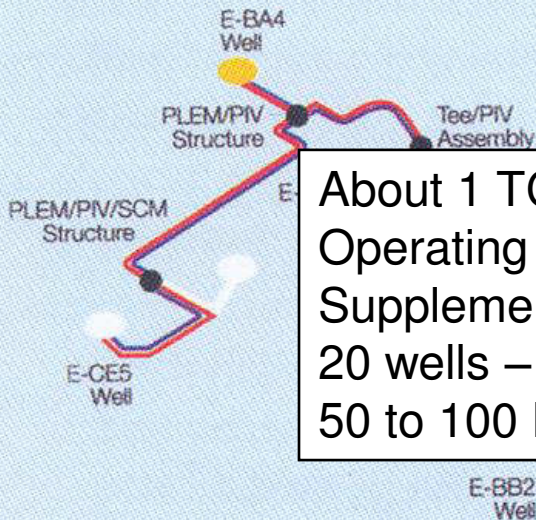 E-BA4
Well
PLEM/PIV
Structure
Tee/PIV
Assembly
E-
PLEM/PIV/SCM
Structure
E-CE5
Well
About 1 TC
Operating
Suppleme
20 wells –
50 to 100
E-BB2
Well